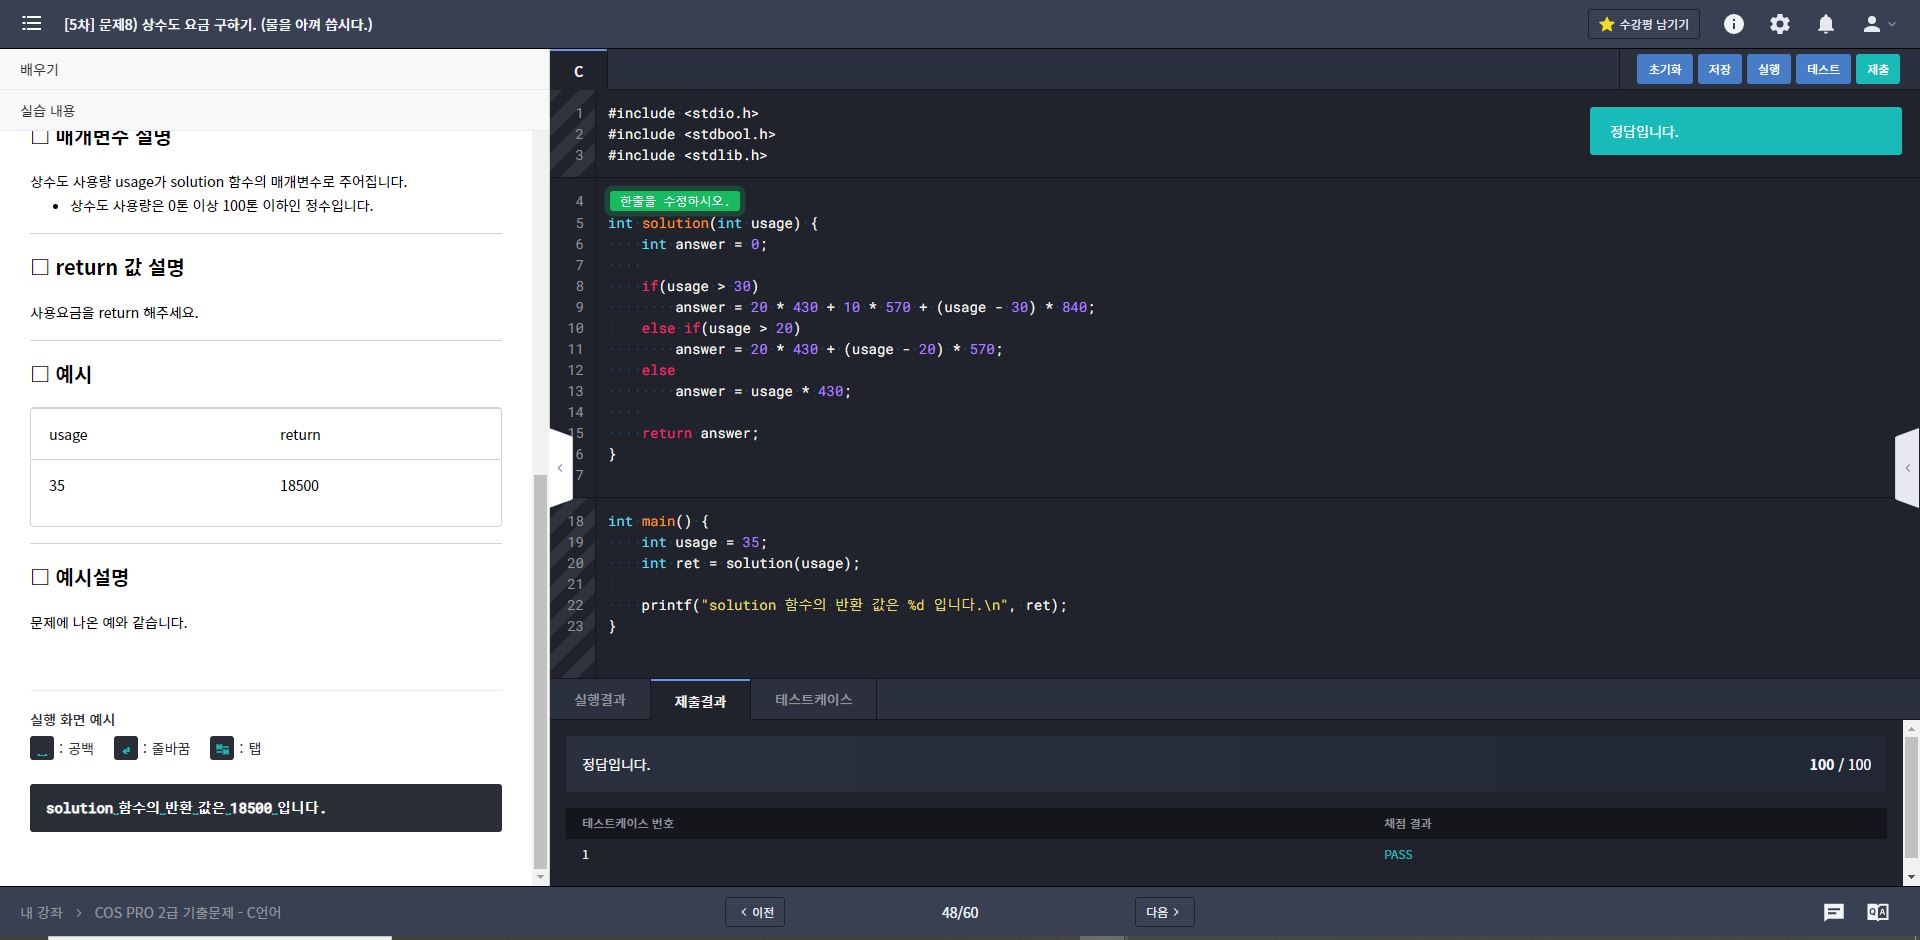 [5차] 문제8) 상수도 요금 구하기. (물을 아껴 씁시다.)
수강평 남기기
배우기
실습 내용
매개변수 설명
상수도 사용량 usage가 solution 함수의 매개변수로 주어집니다.
상수도 사용량은 0톤 이상 100톤 이하인 정수입니다.
return 값 설명
사용요금을 return 해주세요.
예시
usage return
35 18500
예시설명
문제에 나온 예와 같습니다.
실행 화면 예시
: 공백 : 줄바꿈 : 탭
solution 함수의 반환 값은 18500 입니다.
C
초기화 저장 실행 테스트 제출
정답입니다.
1 #include <stdio.h>
2 #include <stdbool.h>
3 #include <stdlib.h>
4 한줄을 수정하시오.
5 int solution(int usage) {
6 int answer = 0;
7
8 if(usage > 30)
9 answer = 20 * 430 + 10 * 570 + (usage - 30) * 840;
10 else if(usage > 20)
11 answer = 20 * 430 + (usage - 20) * 570;
12 else
13 answer = usage * 430;
14
15 return answer;
6 }
7
18 int main() {
19 int usage = 35;
20 int ret = solution(usage);
21
22 printf("solution 함수의 반환 값은 %d 입니다.\n", ret);
23 }
실행결과 제출결과 테스트케이스
정답입니다. 100 / 100
테스트케이스 번호 채점 결과
1 PASS
내 강좌 > COS PRO 2급 기출문제 - C언어
< 이전 48/60 다음 >
Q A